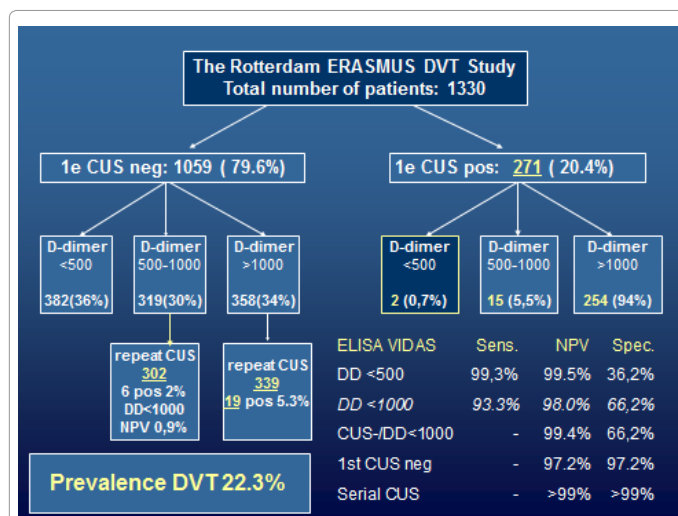 The Rotterdam ERASMUS DVT Study
Total number of patients: 1330
1e CUS neg: 1059 ( 79.6%)
1e CUS pos: 271 ( 20.4%)
D-dimer
<500
382(36%)
D-dimer
500-1000
319(30%)
D-dimer
>1000
358(34%)
D-dimer
<500
2 (0,7%)
D-dimer
500-1000
15 (5,5%)
D-dimer
>1000
254 (94%)
repeat CUS
302
6 pos 2%
DD<1000
NPV 0,9%
repeat CUS
339
19 pos 5.3%
ELISA VIDAS Sens. NPV Spec.
DD <500 99,3% 99.5% 36,2%
DD <1000 93.3% 98.0% 66,2%
CUS-/DD<1000 - 99.4% 66,2%
1st CUS neg - 97.2% 97.2%
Serial CUS - >99% >99%
Prevalence DVT 22.3%